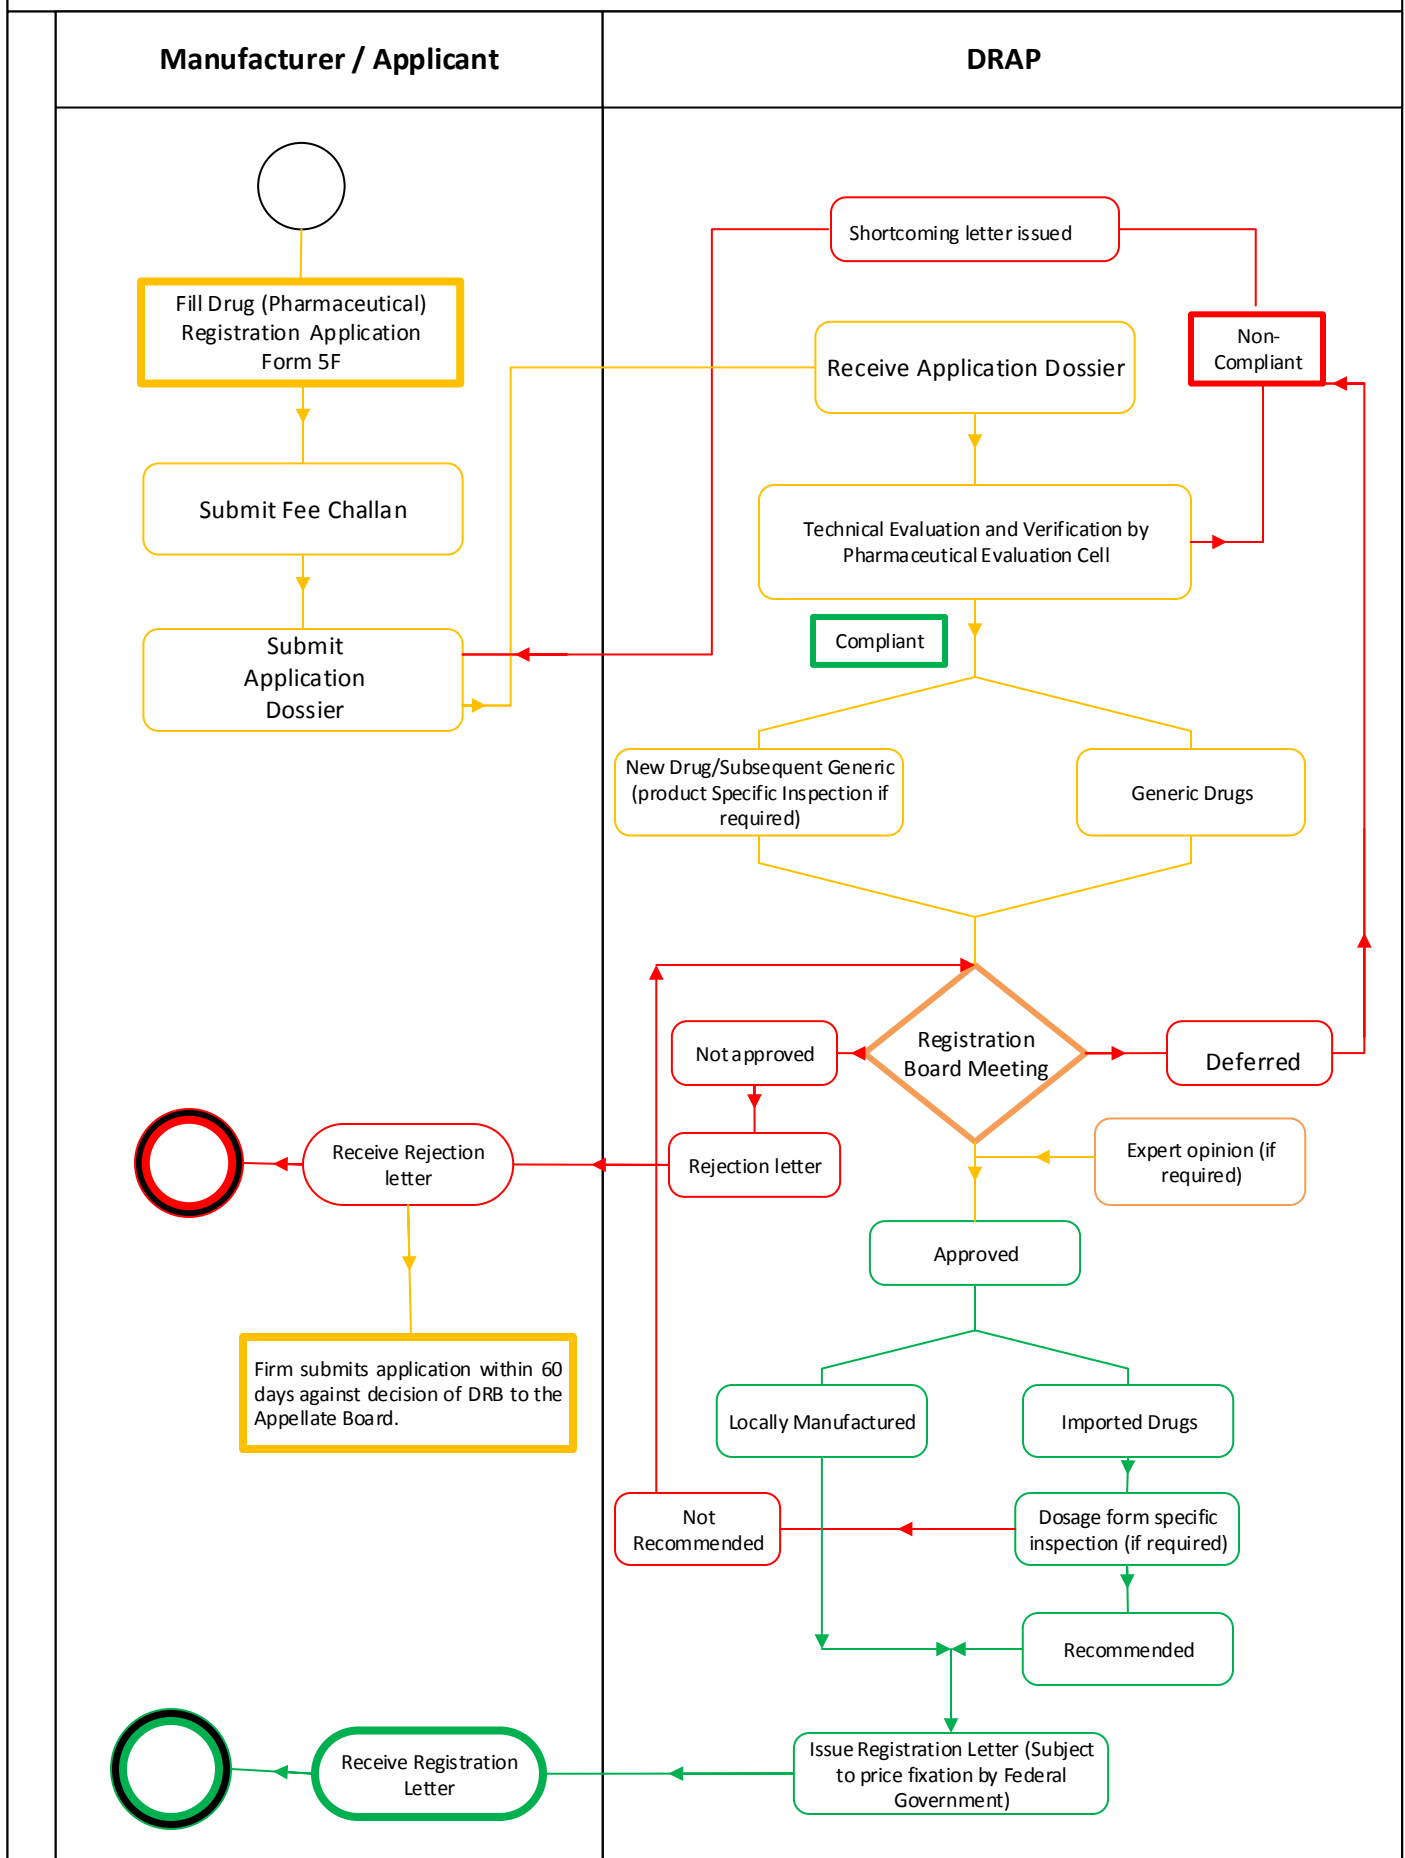 Manufacturer / Applicant
DRAP
Shortcoming letter issued
Fill Drug (Pharmaceutical)
Registration Application
Form 5F
Non-
Compliant
Receive Application Dossier
Submit Fee Challan
Technical Evaluation and Verification by
Pharmaceutical Evaluation Cell
Submit
Application
Dossier
Compliant
New Drug/Subsequent Generic
(product Specific Inspection if
required)
Generic Drugs
Not approved
Registration
Board Meeting
Deferred
Receive Rejection
letter
Rejection letter
Expert opinion (if
required)
Approved
Firm submits application within 60
days against decision of DRB to the
Appellate Board.
Locally Manufactured
Imported Drugs
Not
Recommended
Dosage form specific
inspection (if required)
Recommended
Receive Registration
Letter
Issue Registration Letter (Subject
to price fixation by Federal
Government)